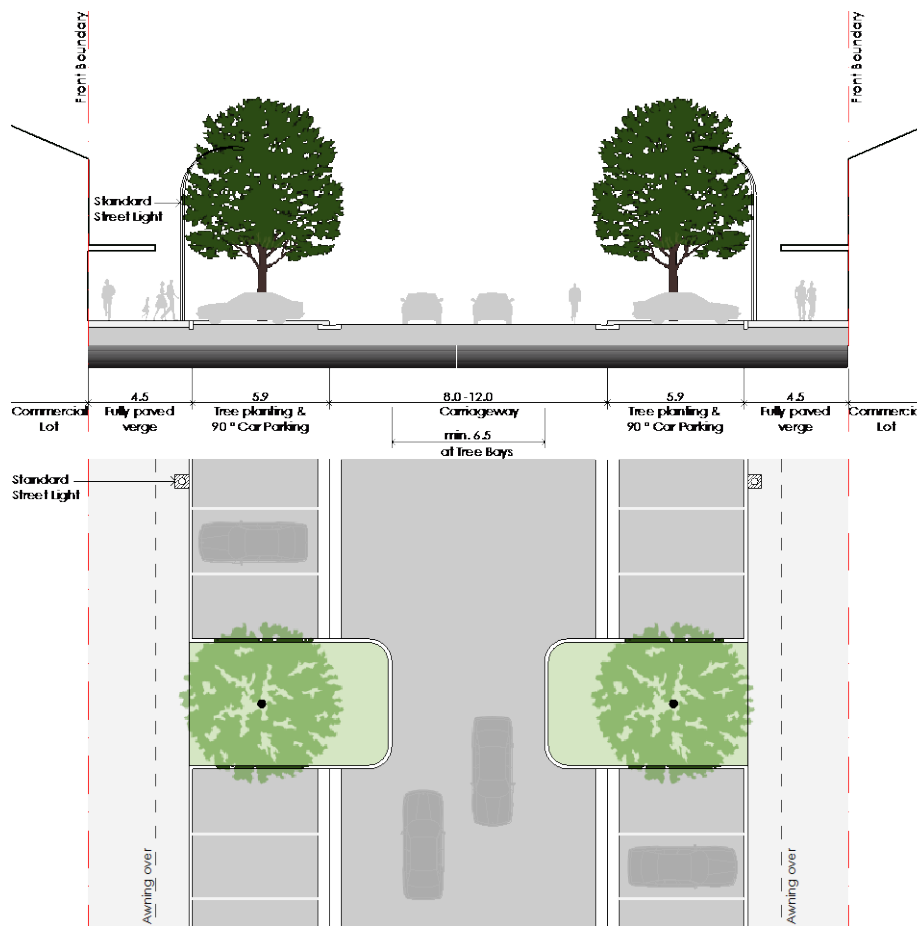 Front Boundary
Front Boundary
Standard
Street Light
4.5
5.9
8.0 - 12.0
5.9
4.5
Commercial
Lot
Fully paved
verge
Tree planting &
90° Car Parking
Carriageway
Tree planting &
90° Car Parking
Fully paved
verge
Commercial
Lot
min. 6.5
at Tree Bays
Standard
Street Light
Awning over
Awning over